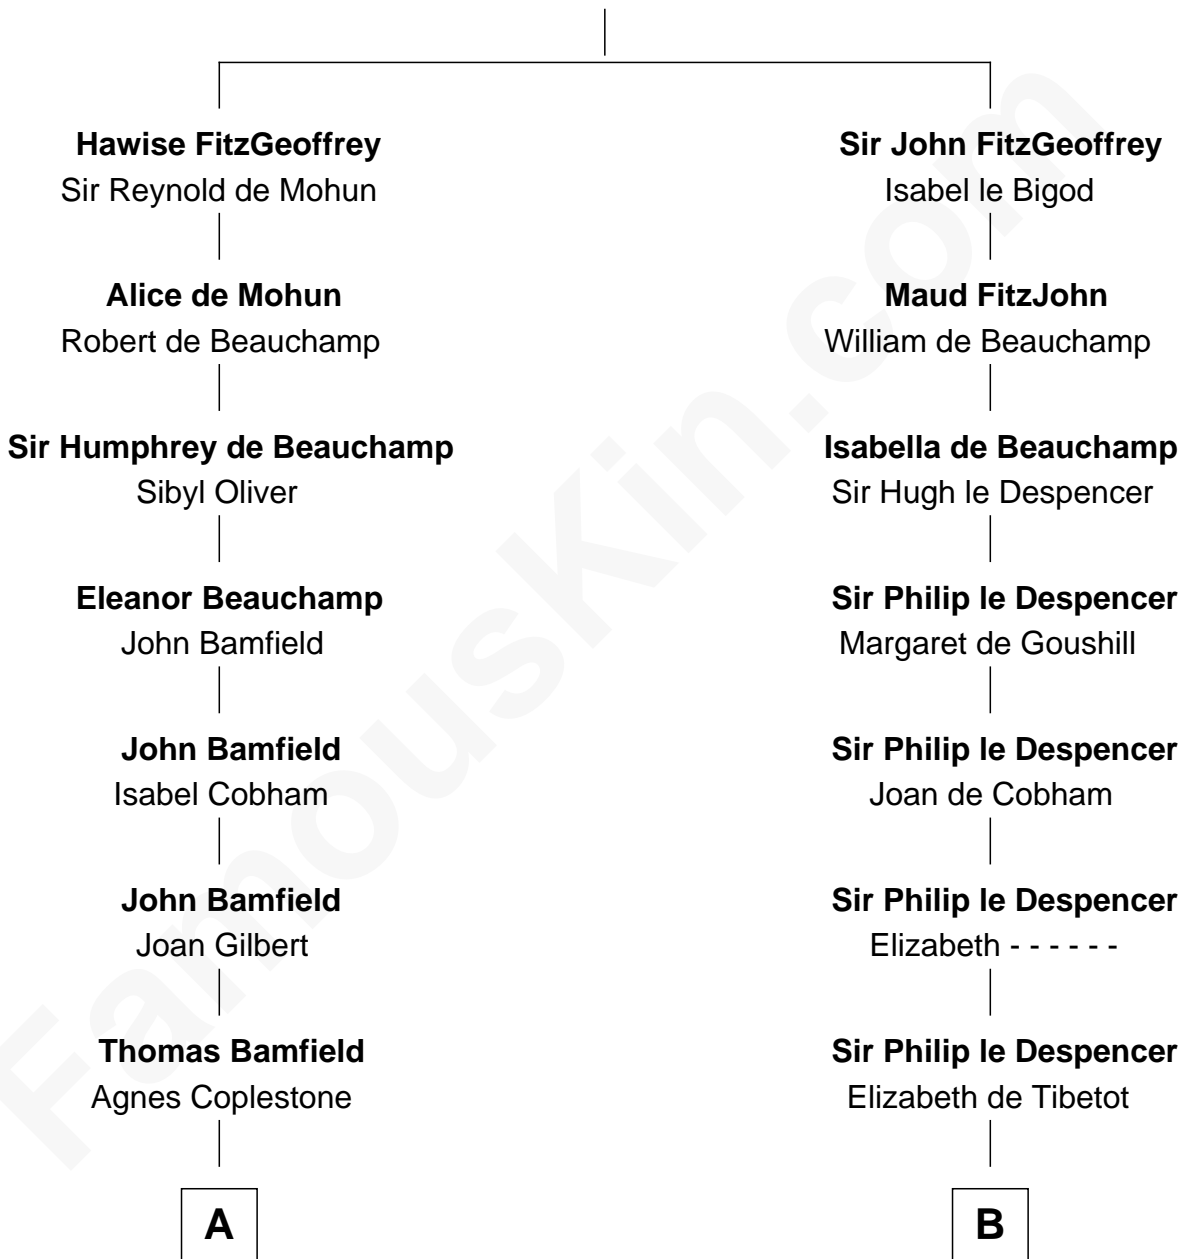 Hawise FitzGeoffrey
Sir Reynold de Mohun
Alice de Mohun
Robert de Beauchamp
Sir Humphrey de Beauchamp
Sibyl Oliver
Eleanor Beauchamp
John Bamfield
John Bamfield
Isabel Cobham
John Bamfield
Joan Gilbert
Thomas Bamfield
Agnes Coplestone
A
Sir John FitzGeoffrey
Isabel le Bigod
Maud FitzJohn
William de Beauchamp
Isabella de Beauchamp
Sir Hugh le Despencer
Sir Philip le Despencer
Margaret de Goushill
Sir Philip le Despencer
Joan de Cobham
Sir Philip le Despencer
Elizabeth - - - - - -
Sir Philip le Despencer
Elizabeth de Tibetot
B
FamousKin.com